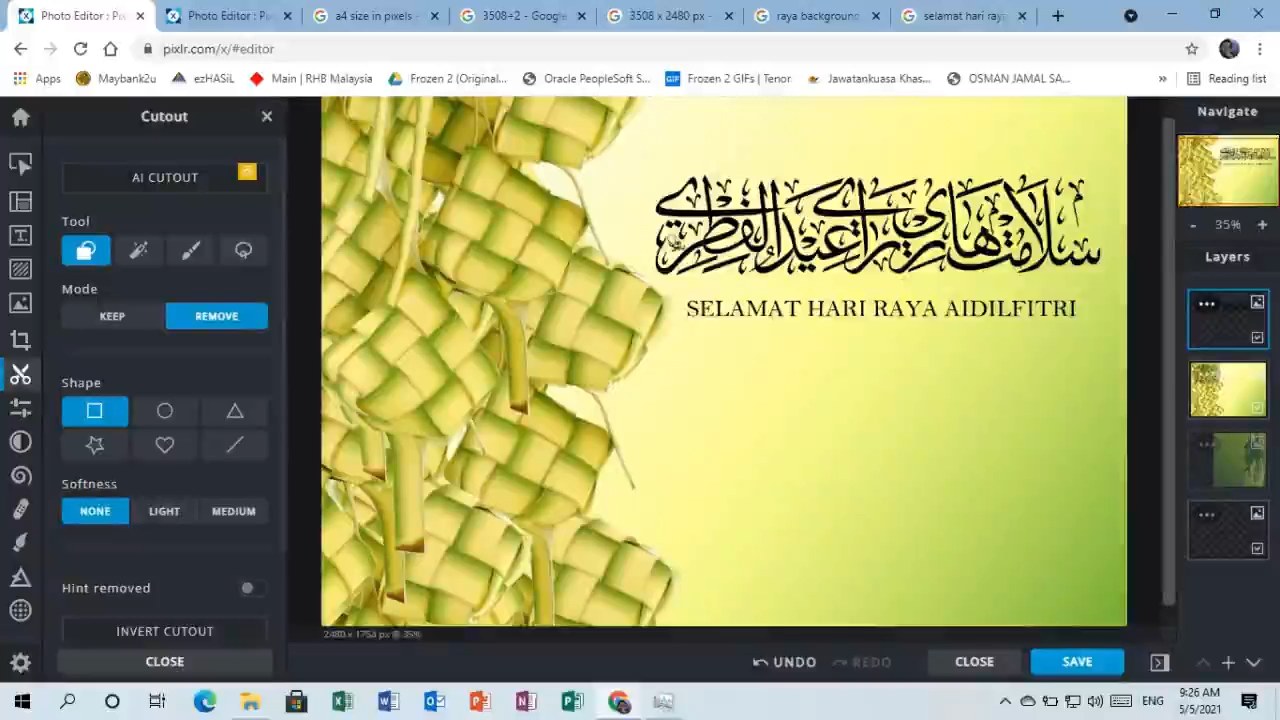 Photo Editor : Pi
Photo Editor : Pi
a4 size in pixels -
3508÷2 - Google
3508 x 2480 px -
raya background
selamat hari ray
pixlr.com/x/#editor
Apps
Maybank2u
ezHASiL
Main | RHB Malaysia
Frozen 2 (Original...
Oracle PeopleSoft S...
GIF
Frozen 2 GIFs | Tenor
Jawatankuasa Khas...
OSMAN JAMAL SA...
»
Reading list
Cutout
AI CUTOUT
Tool
Mode
KEEP
REMOVE
Shape
Softness
NONE
LIGHT
MEDIUM
Hint removed
INVERT CUTOUT
CLOSE
سلامت هاري راي عيد الفطري
SELAMAT HARI RAYA AIDILFITRI
2480 x 1753 px @ 35%
UNDO
REDO
CLOSE
SAVE
Navigate
- 35% +
Layers
ENG
9:26 AM
5/5/2021